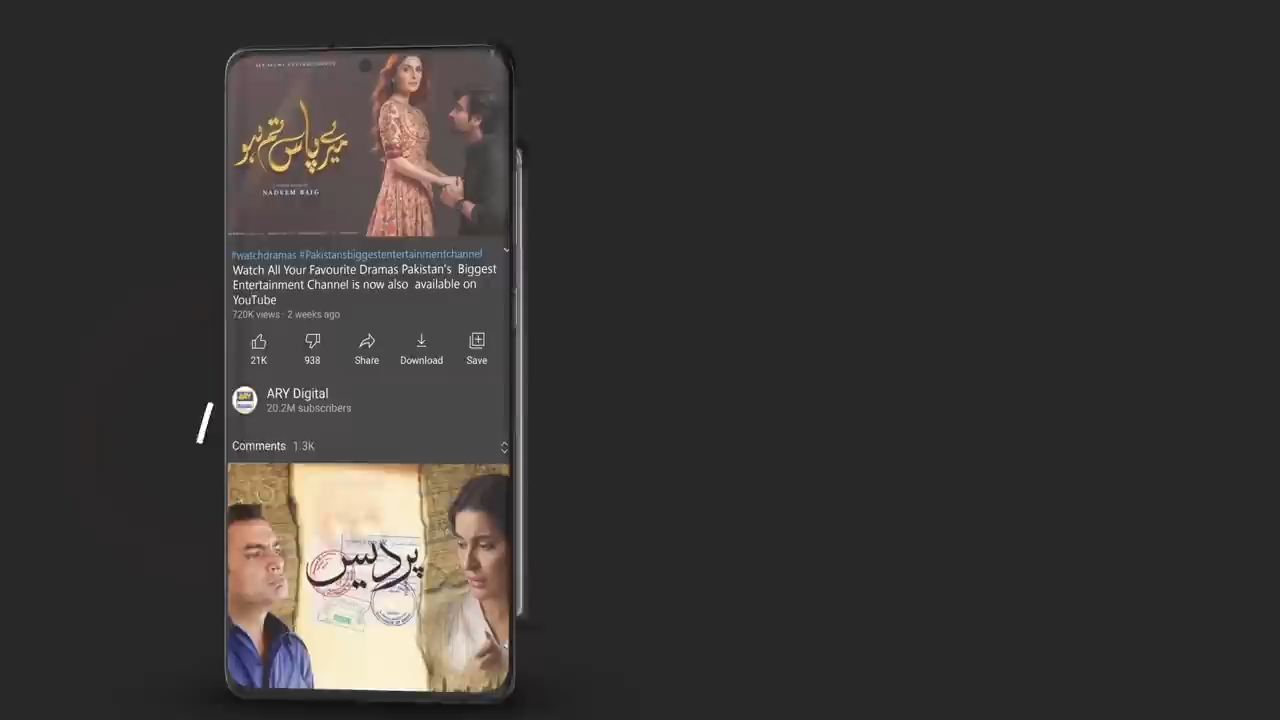 میرے پاس تم ہو
NADEEM BAIG
#watchdramas #Pakistansbiggestentertainmentchannel
Watch All Your Favourite Dramas Pakistan's Biggest
Entertainment Channel is now also available on
YouTube
720K views · 2 weeks ago
21K
938
Share
Download
Save
ARY Digital
20.2M subscribers
Comments 1.3K
پردیس